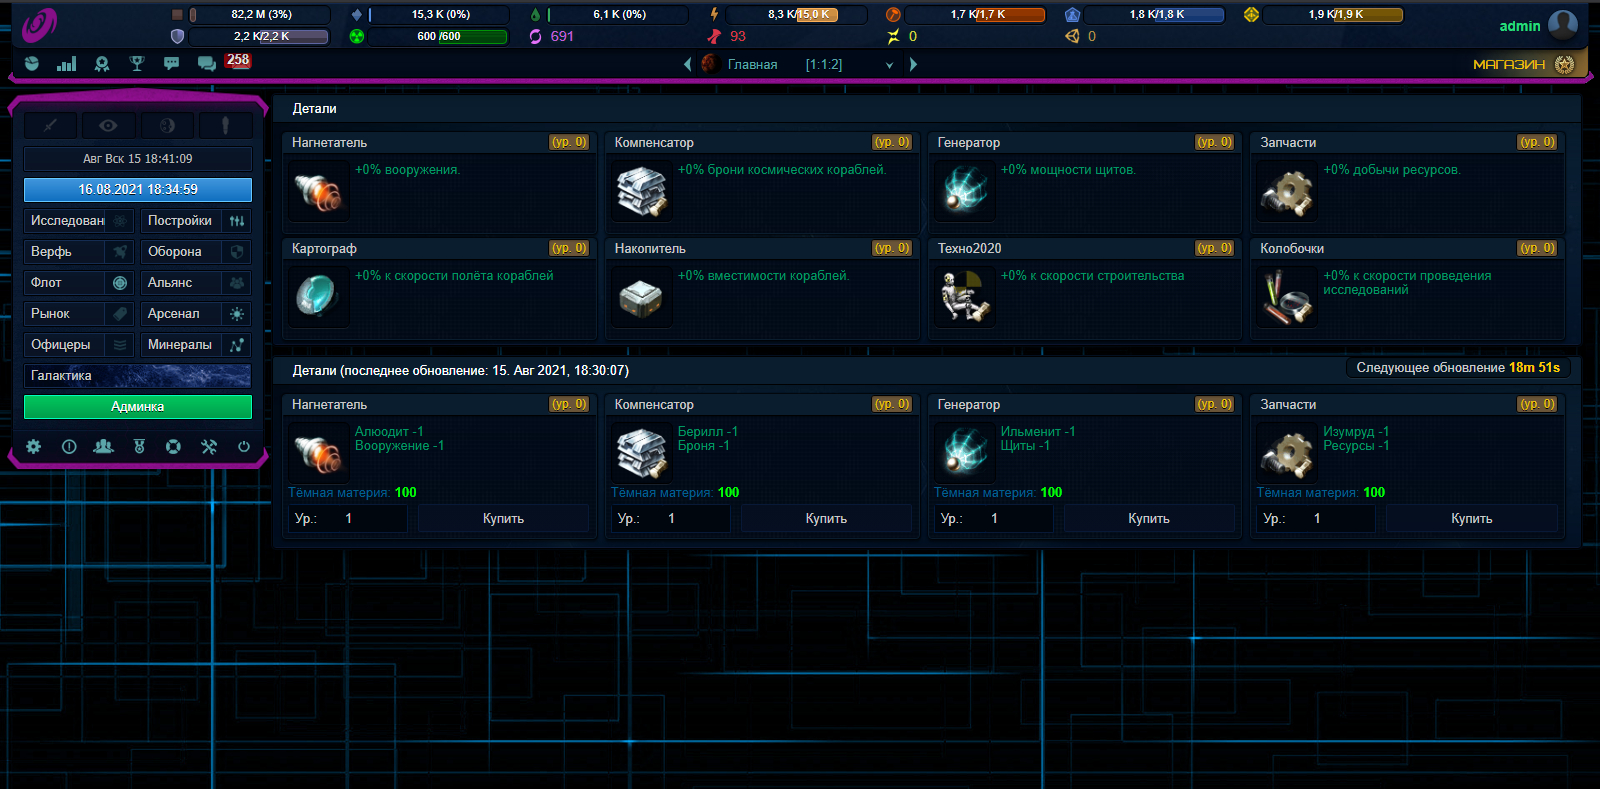 82,2 M (3%)
15,3 K (0%)
6,1 K (0%)
8,3 K/15,0 K
1,7 K/1,7 K
1,8 K/1,8 K
1,9 K/1,9 K
2,2 K/2,2 K
600 /600
691
93
0
0
admin
258
Главная [1:1:2]
МАГАЗИН
Авг Вск 15 18:41:09
16.08.2021 18:34:59
Исследован
Постройки
Верфь
Оборона
Флот
Альянс
Рынок
Арсенал
Офицеры
Минералы
Галактика
Админка
Детали
Нагнетатель (ур. 0)
+0% вооружения.
Компенсатор (ур. 0)
+0% брони космических кораблей.
Генератор (ур. 0)
+0% мощности щитов.
Запчасти (ур. 0)
+0% добычи ресурсов.
Картограф (ур. 0)
+0% к скорости полёта кораблей
Накопитель (ур. 0)
+0% вместимости кораблей.
Техно2020 (ур. 0)
+0% к скорости строительства
Колобочки (ур. 0)
+0% к скорости проведения
исследований
Детали (последнее обновление: 15. Авг 2021, 18:30:07)
Следующее обновление 18m 51s
Нагнетатель (ур. 0)
Алюодит -1
Вооружение -1
Тёмная материя: 100
Ур.: 1 Купить
Компенсатор (ур. 0)
Берилл -1
Броня -1
Тёмная материя: 100
Ур.: 1 Купить
Генератор (ур. 0)
Ильменит -1
Щиты -1
Тёмная материя: 100
Ур.: 1 Купить
Запчасти (ур. 0)
Изумруд -1
Ресурсы -1
Тёмная материя: 100
Ур.: 1 Купить